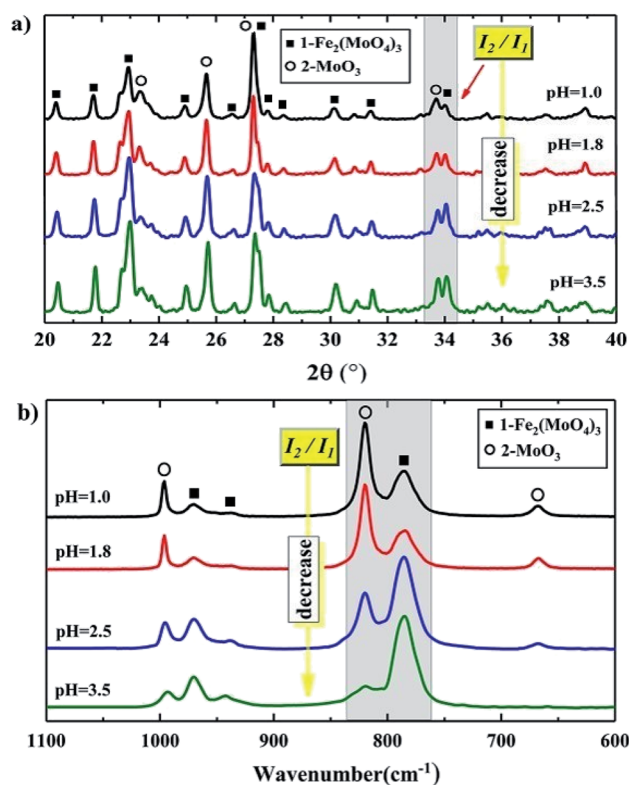 a)
1-Fe₂(MoO₄)₃
2-MoO₃
I₂ / I₁
decrease
pH=1.0
pH=1.8
pH=2.5
pH=3.5
20 22 24 26 28 30 32 34 36 38 40
2θ (°)
b)
I₂ / I₁
decrease
1-Fe₂(MoO₄)₃
2-MoO₃
pH=1.0
pH=1.8
pH=2.5
pH=3.5
1100 1000 900 800 700 600
Wavenumber(cm⁻¹)